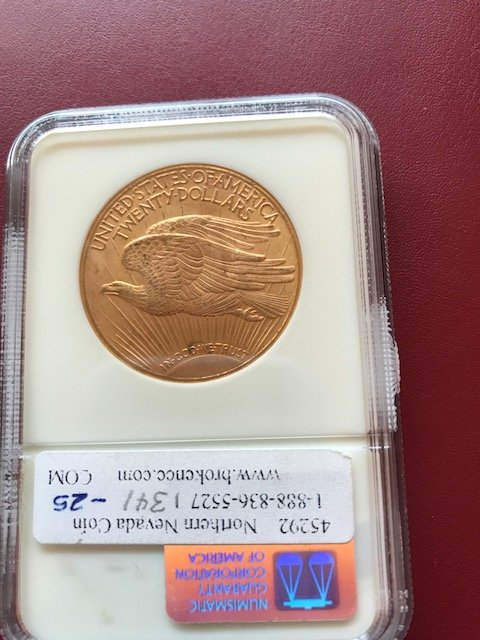 UNITED·STATES·OF·AMERICA
TWENTY·DOLLARS
IN·GOD·WE·TRUST
45292 Northern Nevada Coin
1-888-836-5527 1341 -25
www.brokencc.com COM
NUMISMATIC
GUARANTY
CORPORATION
OF AMERICA